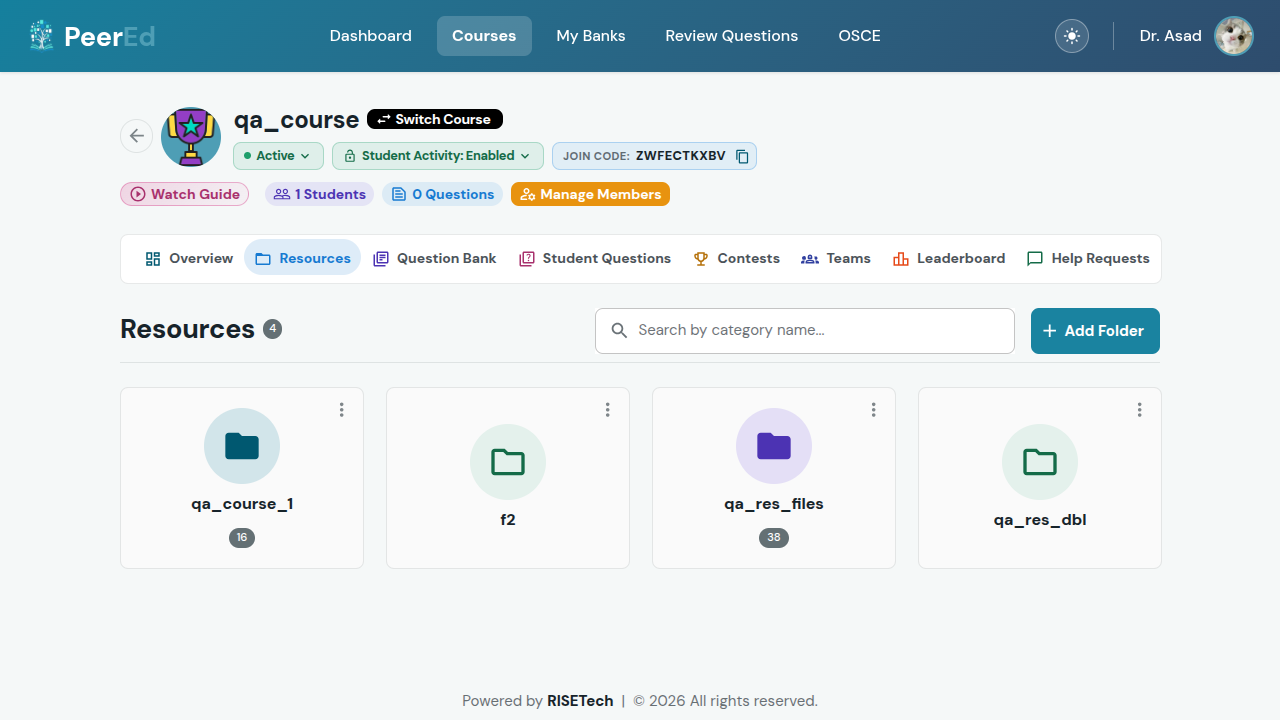 PeerEd
Dashboard
Courses
My Banks
Review Questions
OSCE
Dr. Asad
qa_course
Switch Course
Active
Student Activity: Enabled
JOIN CODE: ZWFECTKXBV
Watch Guide
1 Students
0 Questions
Manage Members
Overview
Resources
Question Bank
Student Questions
Contests
Teams
Leaderboard
Help Requests
Resources 4
Search by category name...
Add Folder
qa_course_1
16
f2
qa_res_files
38
qa_res_dbl
Powered by RISETech | © 2026 All rights reserved.